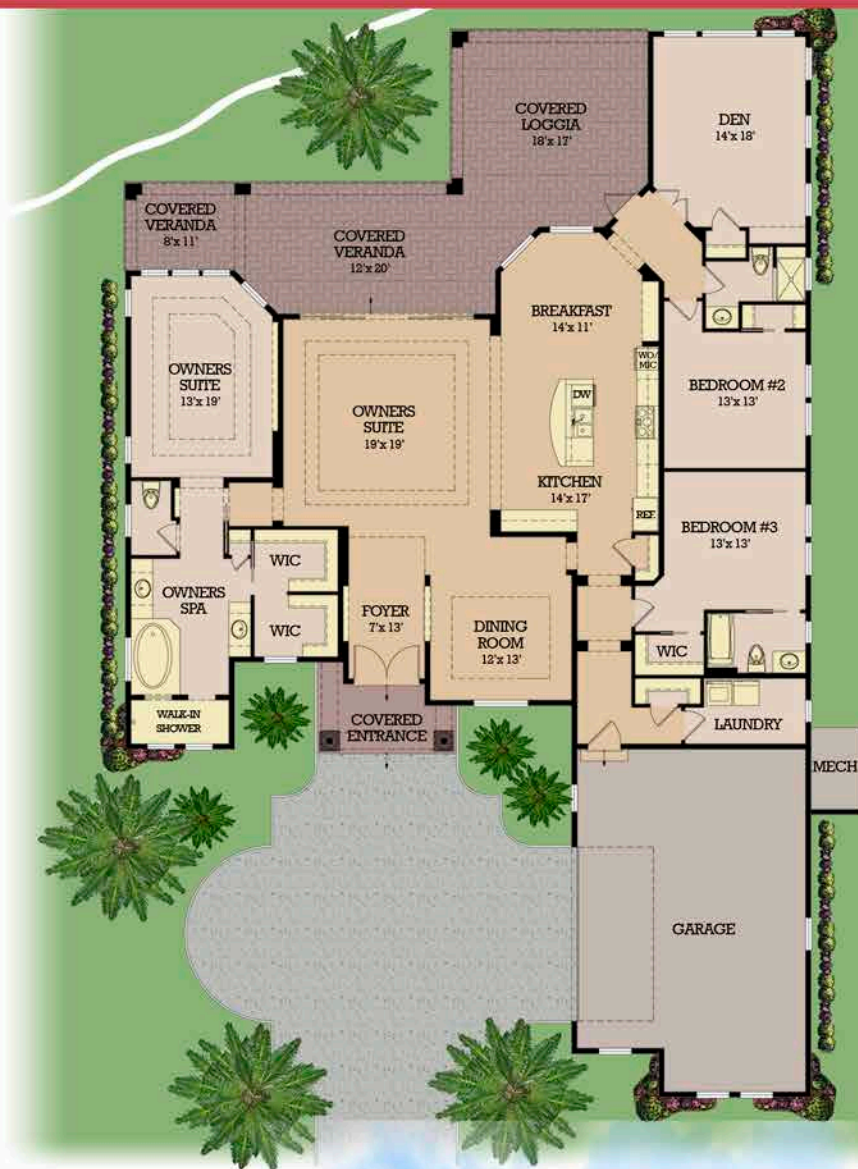 COVERED
LOGGIA
18'x 17'
DEN
14'x 18'
COVERED
VERANDA
8'x 11'
COVERED
VERANDA
12'x 20'
BREAKFAST
14'x 11'
OWNERS
SUITE
13'x 19'
OWNERS
SUITE
19'x 19'
WO/
MIC
DW
BEDROOM #2
13'x 13'
KITCHEN
14'x 17'
REF.
BEDROOM #3
13'x 13'
WIC
OWNERS
SPA
WIC
FOYER
7'x 13'
DINING
ROOM
12'x 13'
WIC
WALK-IN
SHOWER
COVERED
ENTRANCE
LAUNDRY
MECH
GARAGE